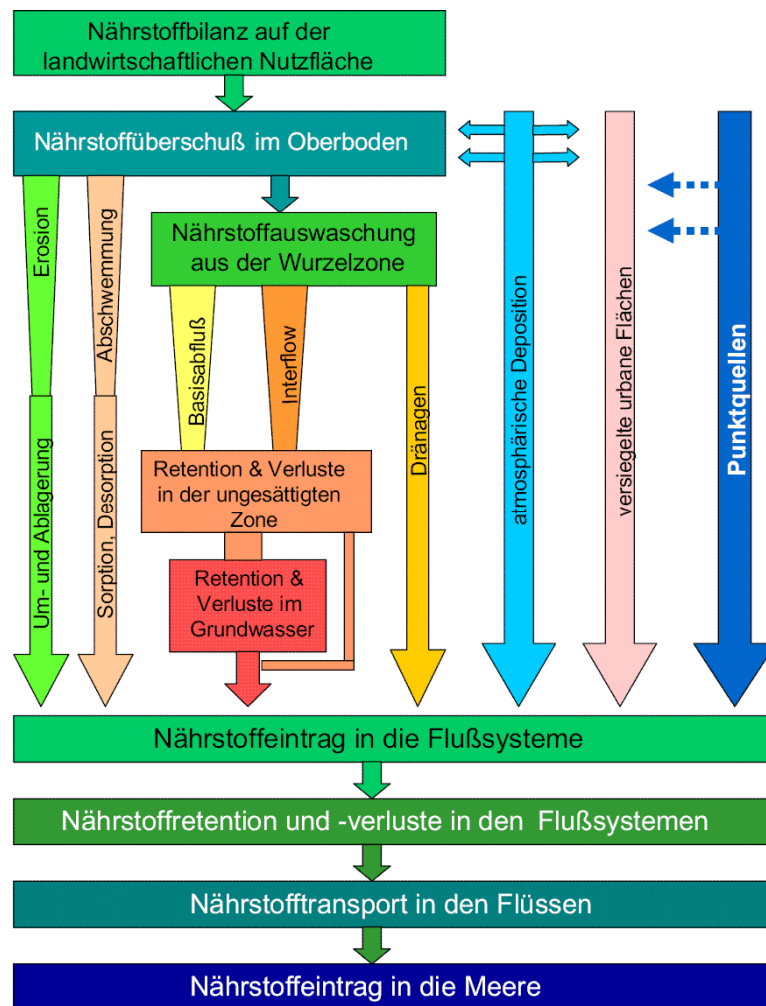 Nährstoffbilanz auf der
landwirtschaftlichen Nutzfläche
Nährstoffüberschuß im Oberboden
Erosion
Abschwemmung
Nährstoffauswaschung
aus der Wurzelzone
Basisabfluß
Interflow
Dränagen
atmosphärische Deposition
versiegelte urbane Flächen
Punktquellen
Um- und Ablagerung
Sorption, Desorption
Retention & Verluste
in der ungesättigten
Zone
Retention &
Verluste im
Grundwasser
Nährstoffeintrag in die Flußsysteme
Nährstoffretention und -verluste in den Flußsystemen
Nährstofftransport in den Flüssen
Nährstoffeintrag in die Meere